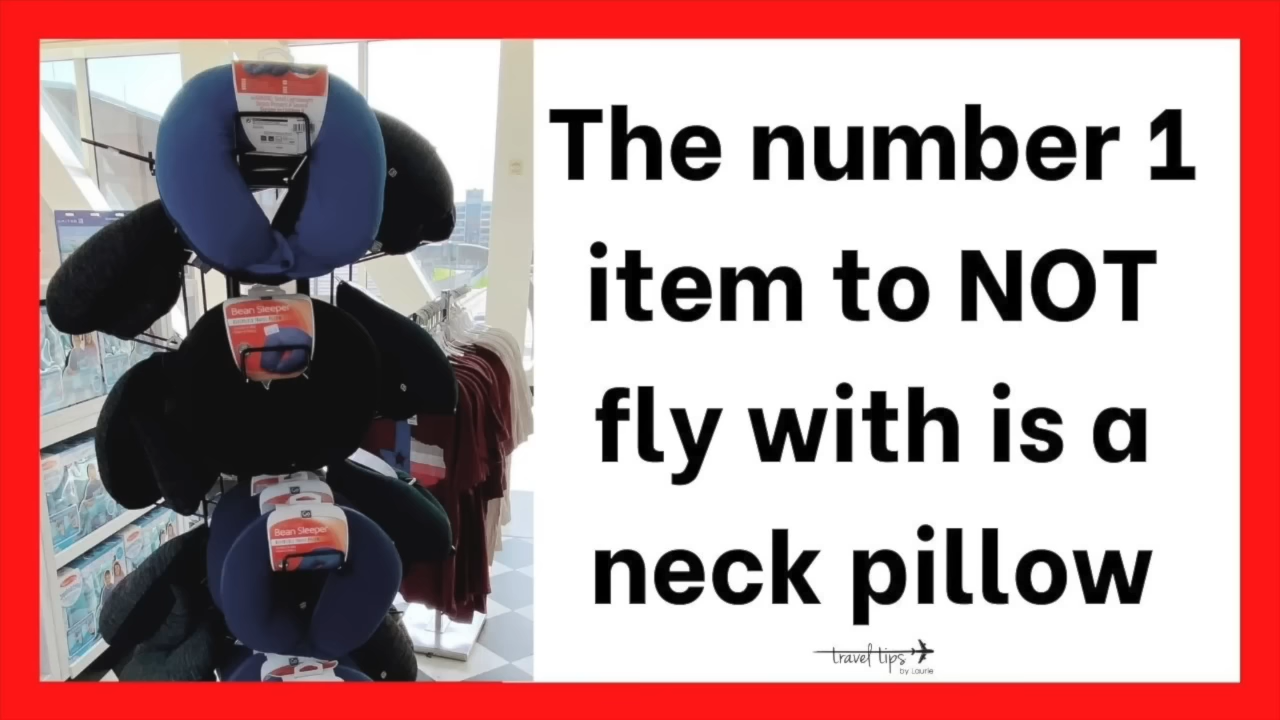 The number 1
item to NOT
fly with is a
neck pillow
travel tips
by Laurie
Bean Sleeper
Bean Sleeper